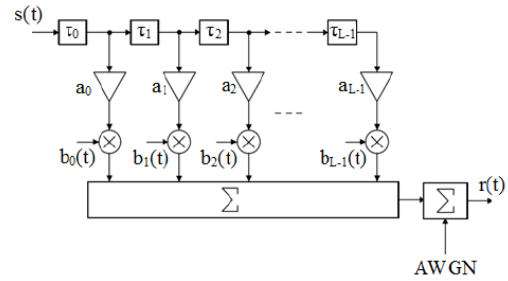 s(t)
τ0 τ1 τ2 τL-1
a0 a1 a2 aL-1
b0(t) b1(t) b2(t) bL-1(t)
Σ Σ r(t)
AWGN